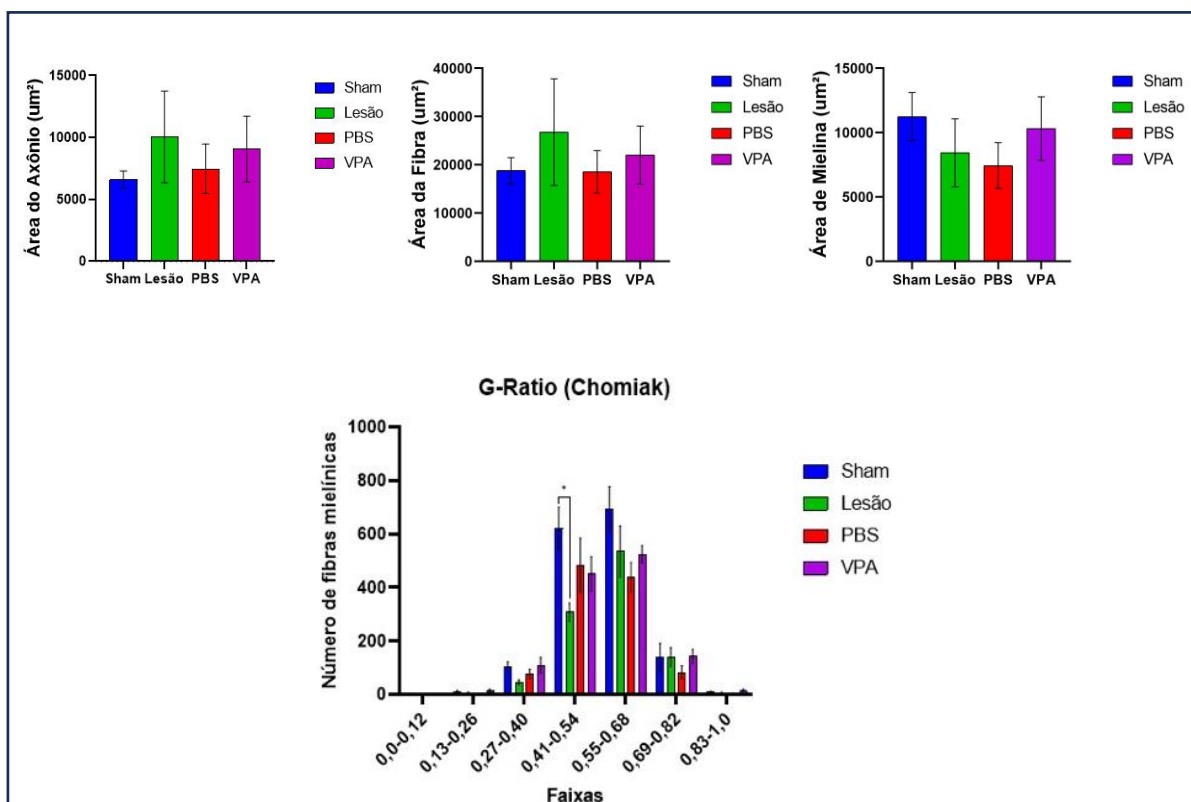 Área do Axônio (um²)
15000
10000
5000
0
Sham Lesão PBS VPA
Sham
Lesão
PBS
VPA
Área da Fibra (um²)
40000
30000
20000
10000
0
Sham Lesão PBS VPA
Sham
Lesão
PBS
VPA
Área de Mielina (um²)
15000
10000
5000
0
Sham Lesão PBS VPA
Sham
Lesão
PBS
VPA
G-Ratio (Chomiak)
Número de fibras mielínicas
1000
800
600
400
200
0
*
0,0-0,12
0,13-0,26
0,27-0,40
0,41-0,54
0,55-0,68
0,69-0,82
0,83-1,0
Faixas
Sham
Lesão
PBS
VPA